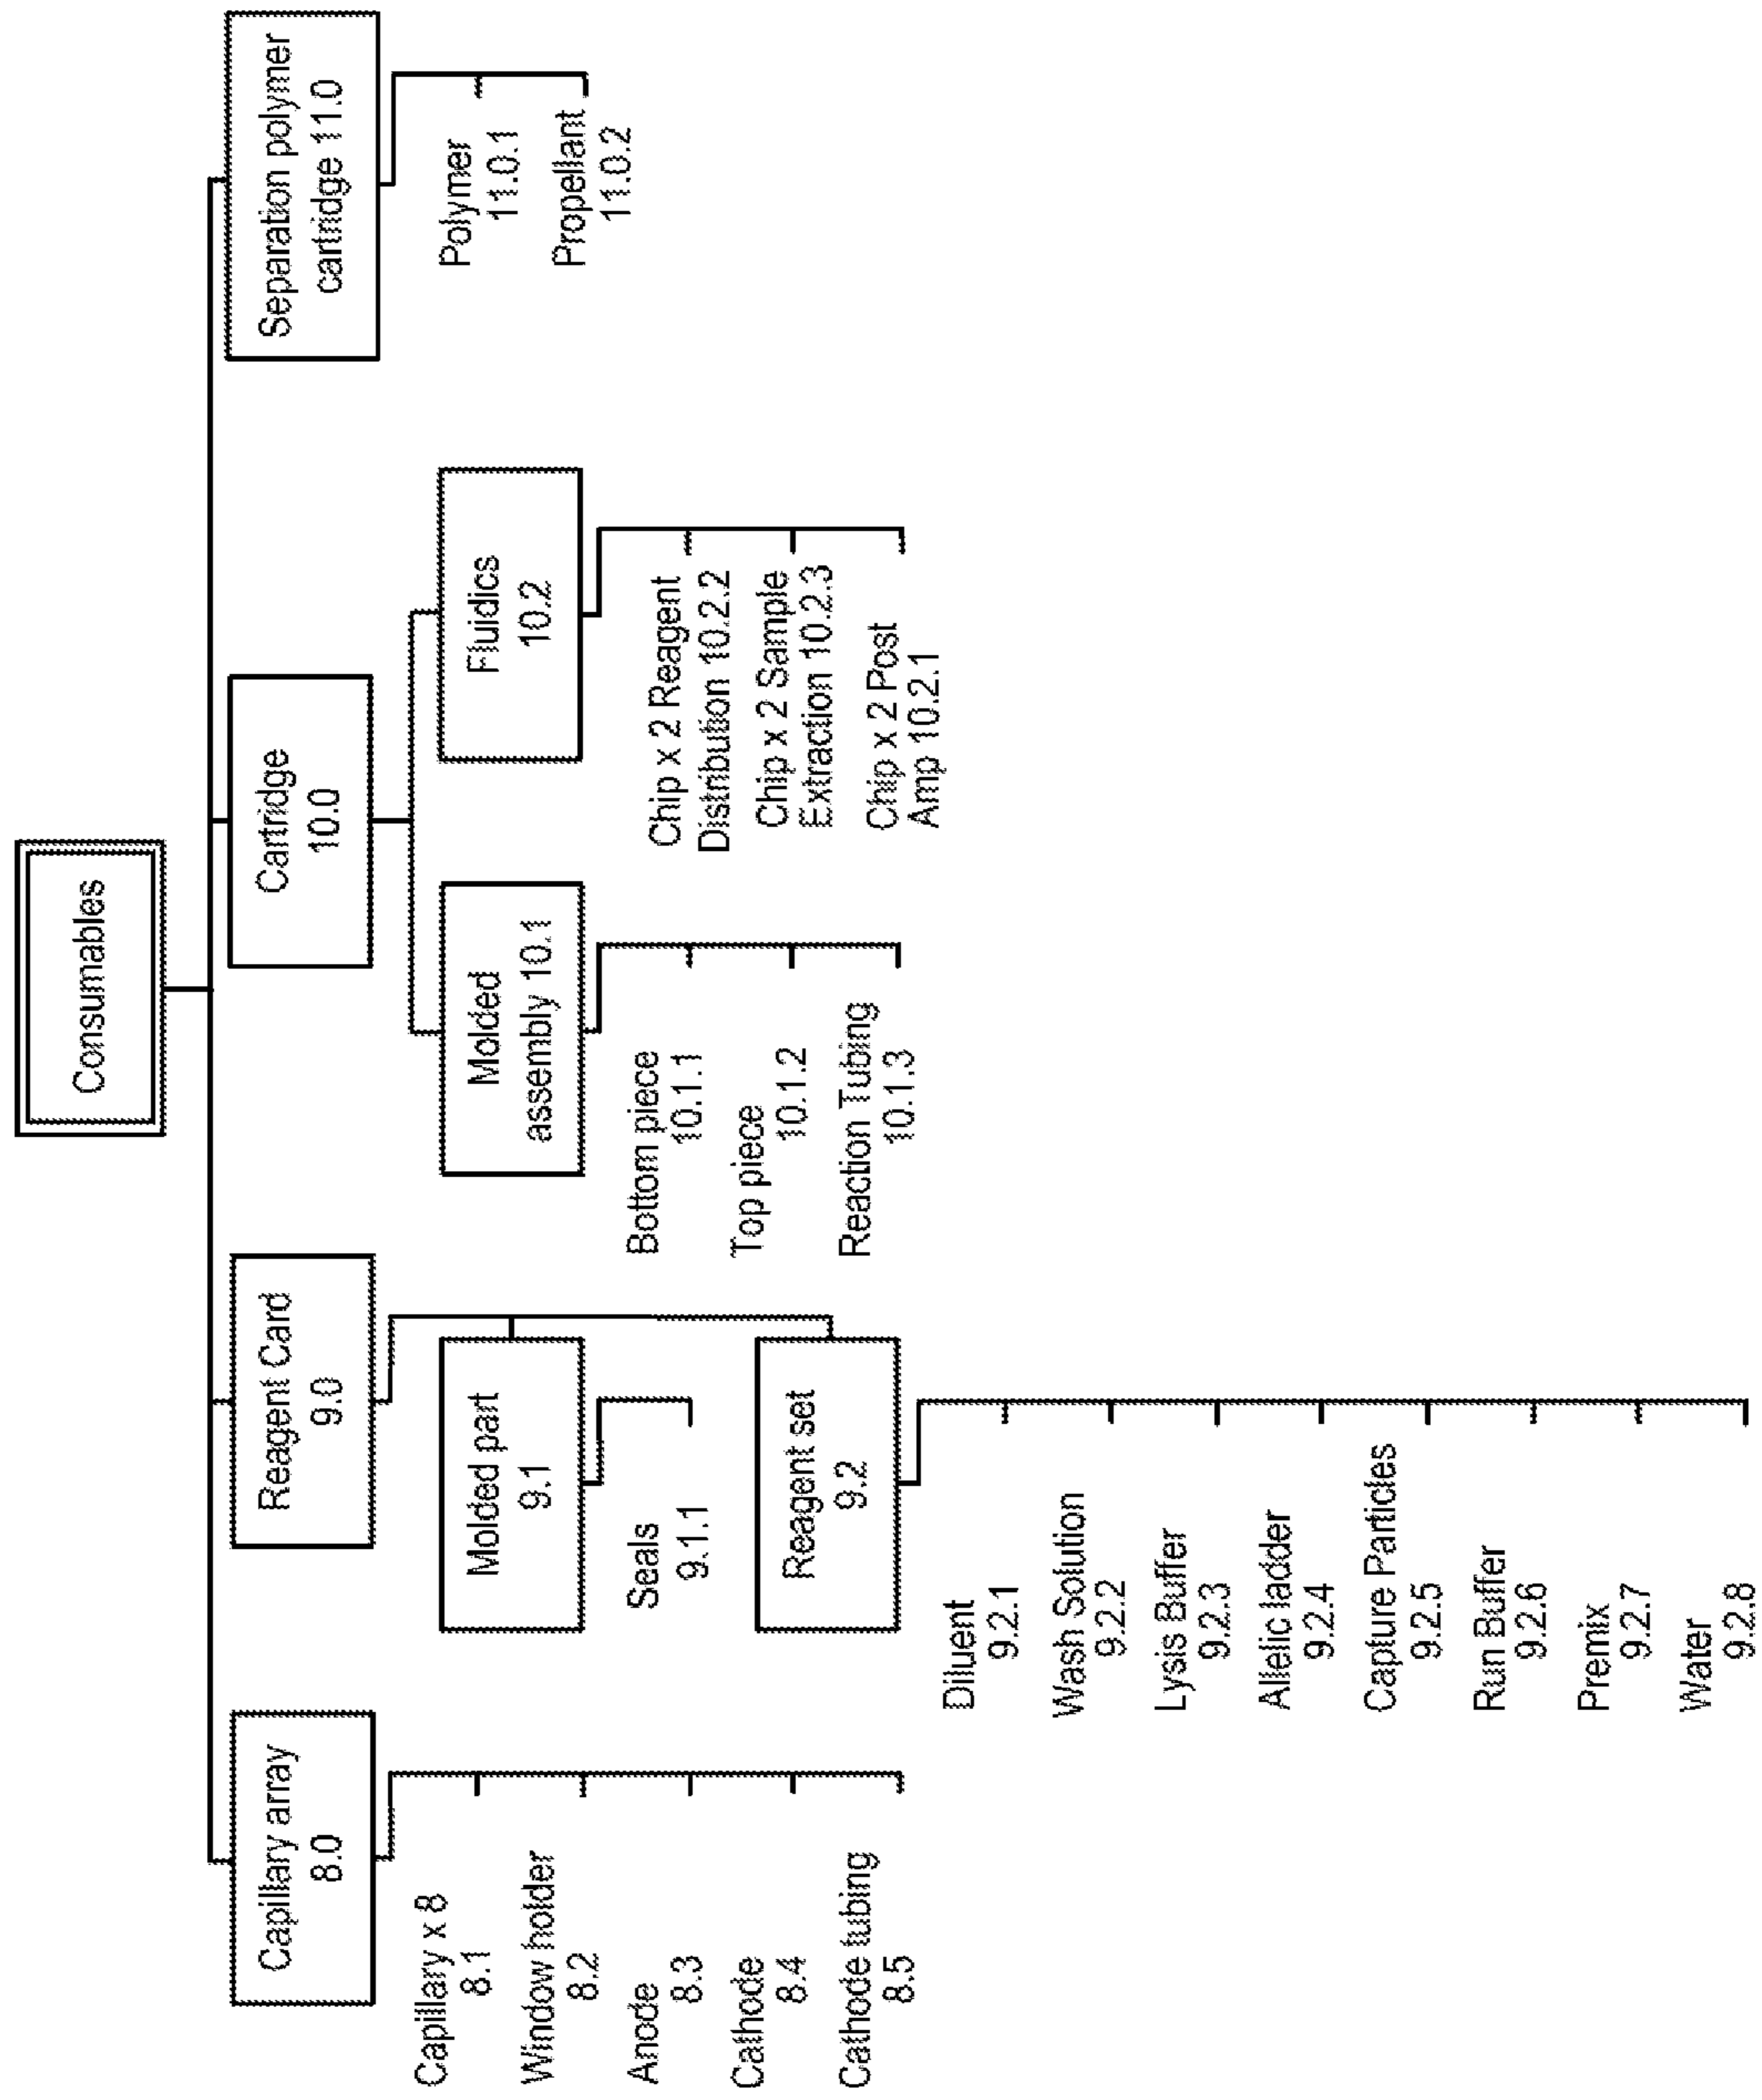 Consumables
Capillary array
8.0
Capillary x 8
8.1
Window holder
8.2
Anode
8.3
Cathode
8.4
Cathode tubing
8.5
Reagent Card
9.0
Molded part
9.1
Seals
9.1.1
Reagent set
9.2
Diluent
9.2.1
Wash Solution
9.2.2
Lysis Buffer
9.2.3
Allelic ladder
9.2.4
Capture Particles
9.2.5
Run Buffer
9.2.6
Premix
9.2.7
Water
9.2.8
Cartridge
10.0
Molded
assembly 10.1
Bottom piece
10.1.1
Top piece
10.1.2
Reaction Tubing
10.1.3
Fluidics
10.2
Chip x 2 Reagent
Distribution 10.2.2
Chip x 2 Sample
Extraction 10.2.3
Chip x 2 Post
Amp 10.2.1
Separation polymer
cartridge 11.0
Polymer
11.0.1
Propellant
11.0.2